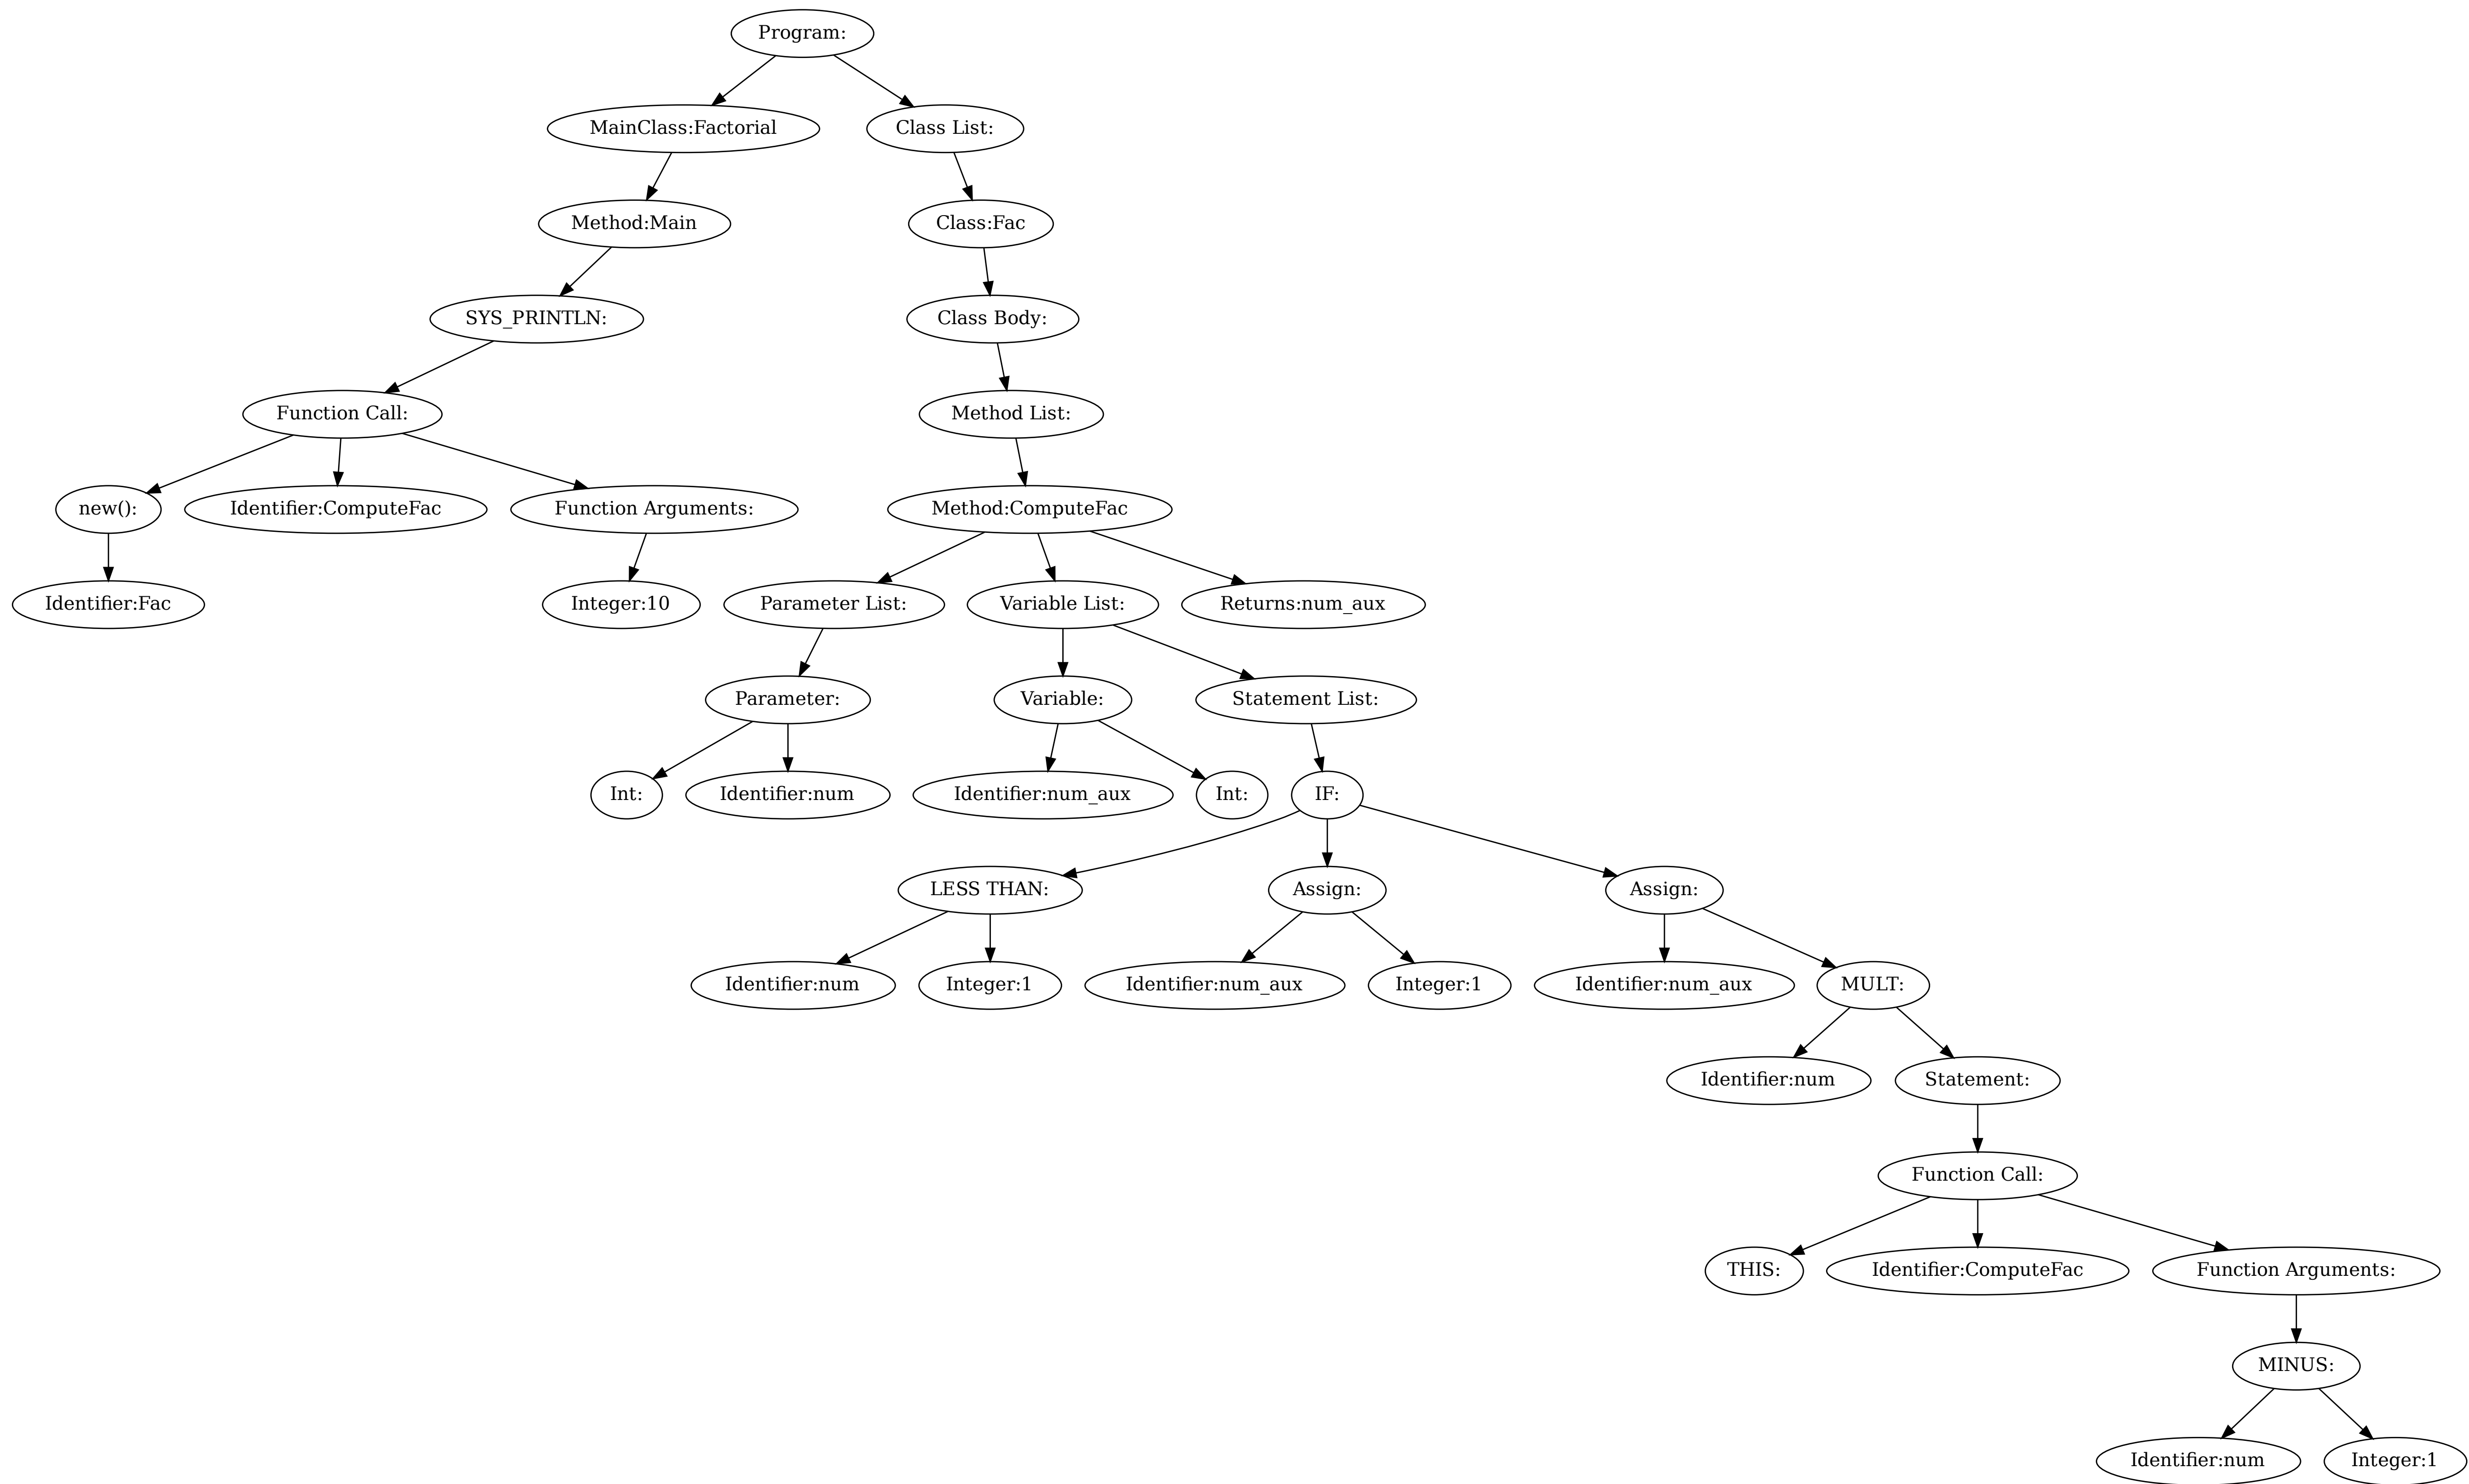 Program:
MainClass:Factorial
Class List:
Method:Main
Class:Fac
SYS_PRINTLN:
Class Body:
Function Call:
Method List:
new():
Identifier:ComputeFac
Function Arguments:
Method:ComputeFac
Identifier:Fac
Integer:10
Parameter List:
Variable List:
Returns:num_aux
Parameter:
Variable:
Statement List:
Int:
Identifier:num
Identifier:num_aux
Int:
IF:
LESS THAN:
Assign:
Assign:
Identifier:num
Integer:1
Identifier:num_aux
Integer:1
Identifier:num_aux
MULT:
Identifier:num
Statement:
Function Call:
THIS:
Identifier:ComputeFac
Function Arguments:
MINUS:
Identifier:num
Integer:1